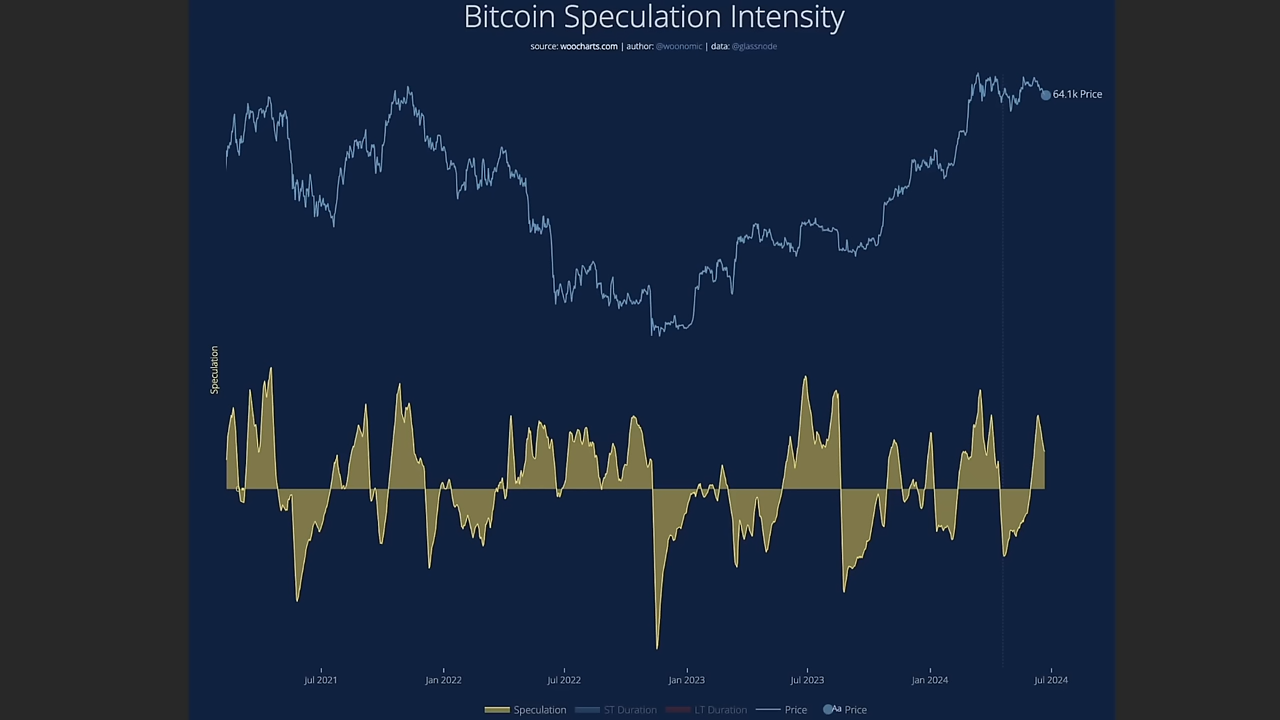 Bitcoin Speculation Intensity
source: woocharts.com | author: @woonomic | data: @glassnode
64.1k Price
Speculation
Jul 2021 Jan 2022 Jul 2022 Jan 2023 Jul 2023 Jan 2024 Jul 2024
Speculation ST Duration LT Duration Price Aa Price